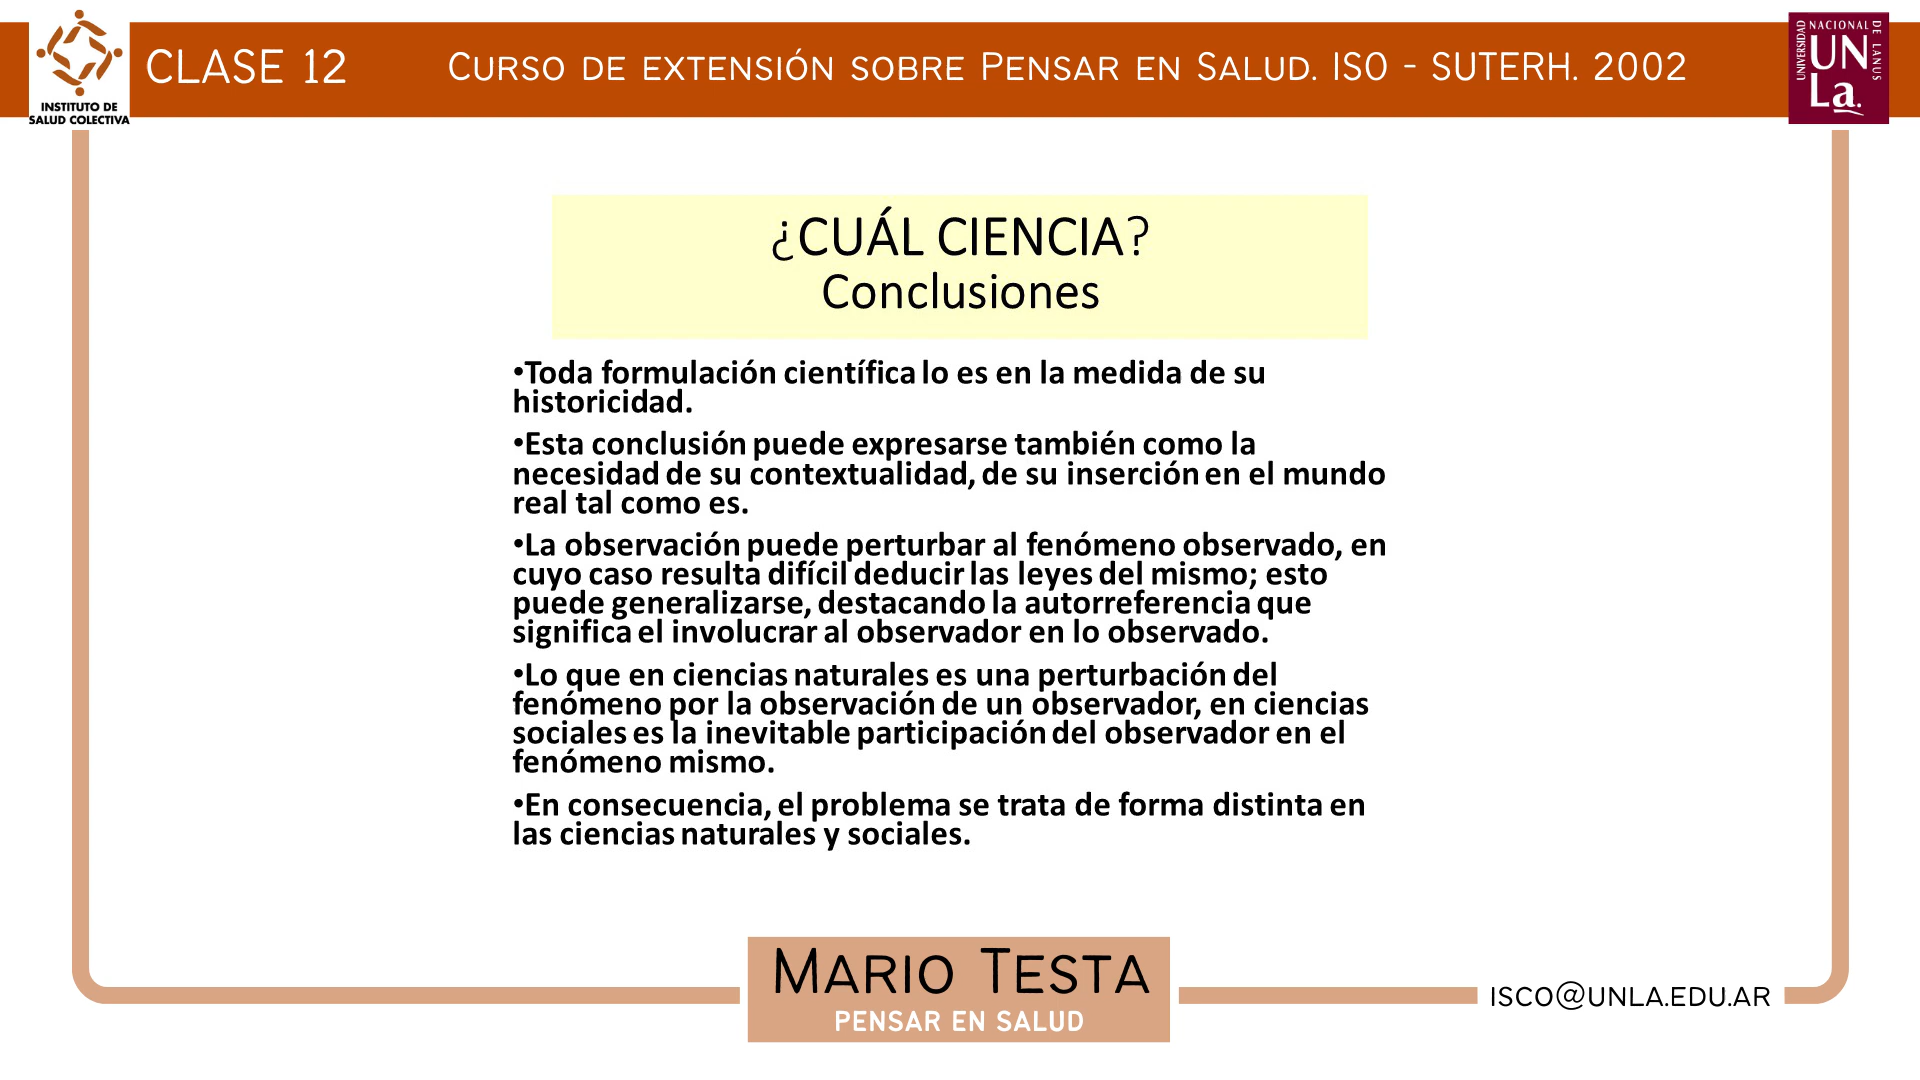 CLASE 12
CURSO DE EXTENSIÓN SOBRE PENSAR EN SALUD. ISO - SUTERH. 2002
INSTITUTO DE
SALUD COLECTIVA
UNIVERSIDAD
NACIONAL
DE LANUS
UN
La.
¿CUÁL CIENCIA?
Conclusiones
•Toda formulación científica lo es en la medida de su
historicidad.
•Esta conclusión puede expresarse también como la
necesidad de su contextualidad, de su inserción en el mundo
real tal como es.
•La observación puede perturbar al fenómeno observado, en
cuyo caso resulta difícil deducir las leyes del mismo; esto
puede generalizarse, destacando la autorreferencia que
significa el involucrar al observador en lo observado.
•Lo que en ciencias naturales es una perturbación del
fenómeno por la observación de un observador, en ciencias
sociales es la inevitable participación del observador en el
fenómeno mismo.
•En consecuencia, el problema se trata de forma distinta en
las ciencias naturales y sociales.
MARIO TESTA
PENSAR EN SALUD
ISCO@UNLA.EDU.AR